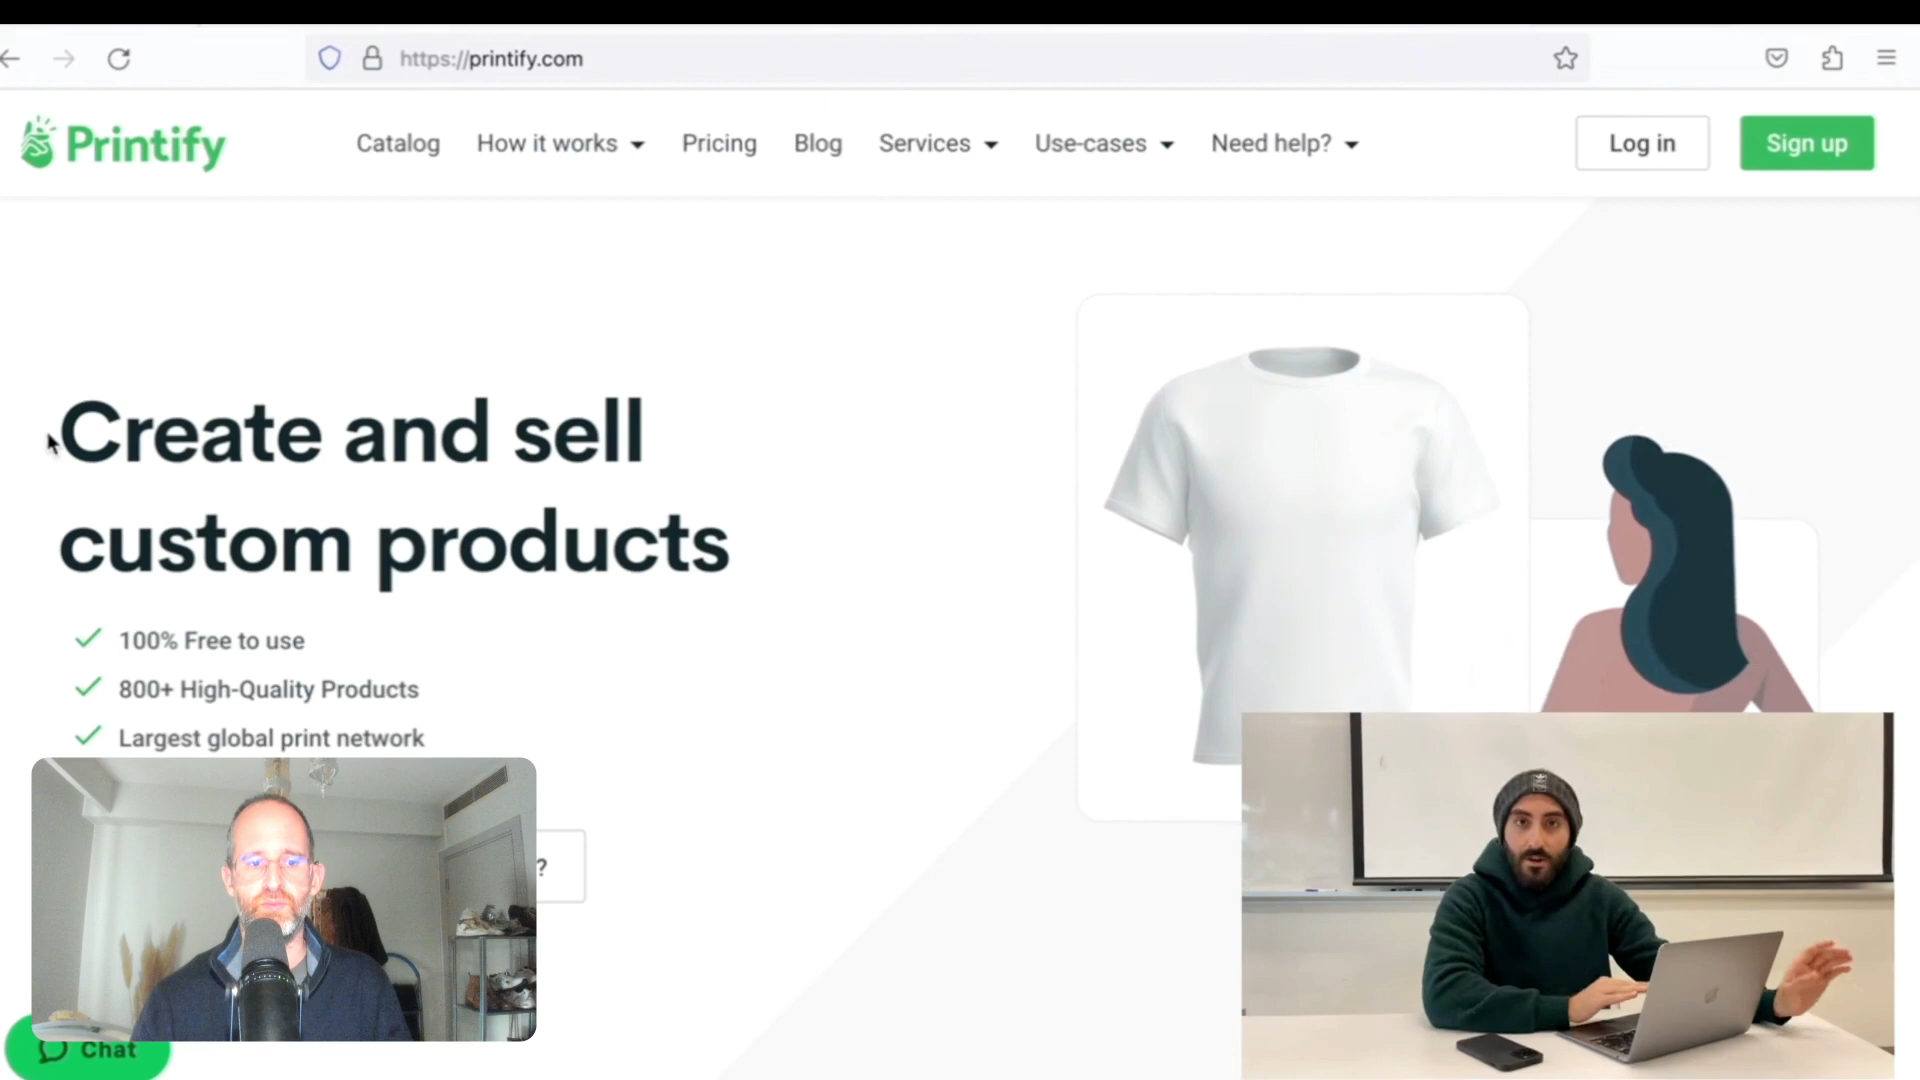 https://printify.com
Printify Catalog How it works Pricing Blog Services Use-cases Need help? Log in Sign up
Create and sell
custom products
100% Free to use
800+ High-Quality Products
Largest global print network
?
Chat